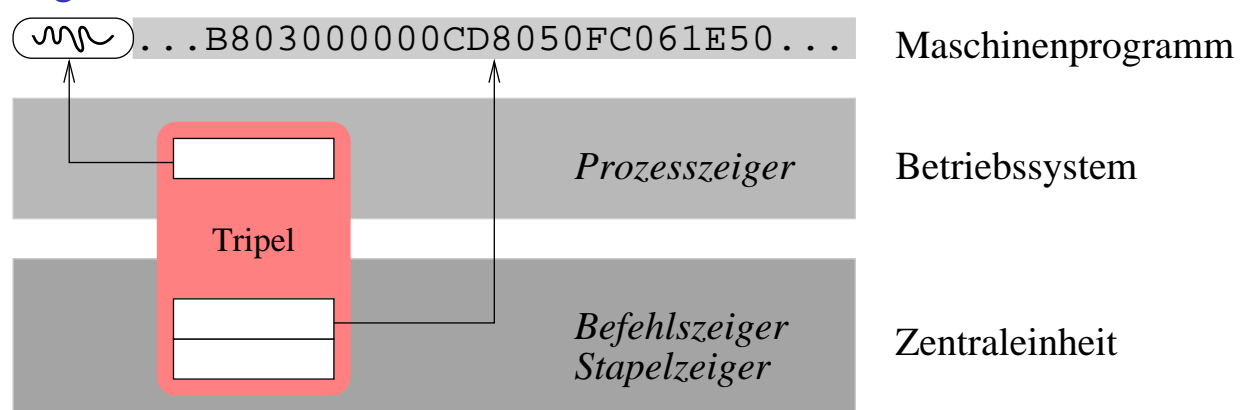 ...B803000000CD8050FC061E50... Maschinenprogramm
Prozesszeiger Betriebssystem
Tripel
Befehlszeiger
Stapelzeiger
Zentraleinheit